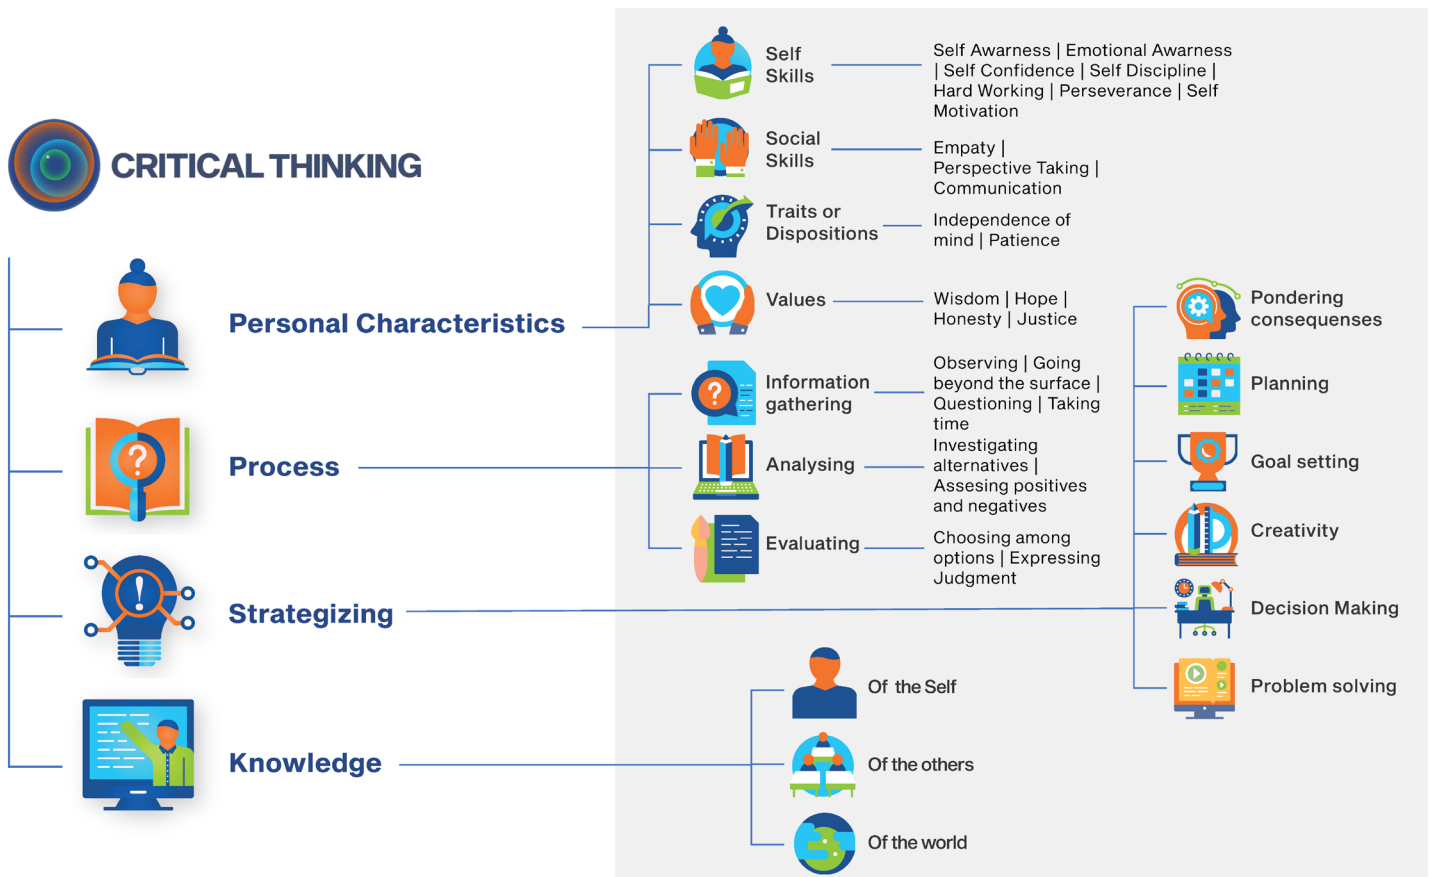 CRITICAL THINKING
Personal Characteristics
Self
Skills
Self Awarness | Emotional Awarness
| Self Confidence | Self Discipline |
Hard Working | Perseverance | Self
Motivation
Social
Skills
Empaty |
Perspective Taking |
Communication
Traits or
Dispositions
Independence of
mind | Patience
Values
Wisdom | Hope |
Honesty | Justice
Process
Information
gathering
Observing | Going
beyond the surface |
Questioning | Taking
time
Analysing
Investigating
alternatives |
Assesing positives
and negatives
Evaluating
Choosing among
options | Expressing
Judgment
Strategizing
Pondering
consequenses
Planning
Goal setting
Creativity
Decision Making
Problem solving
Knowledge
Of the Self
Of the others
Of the world